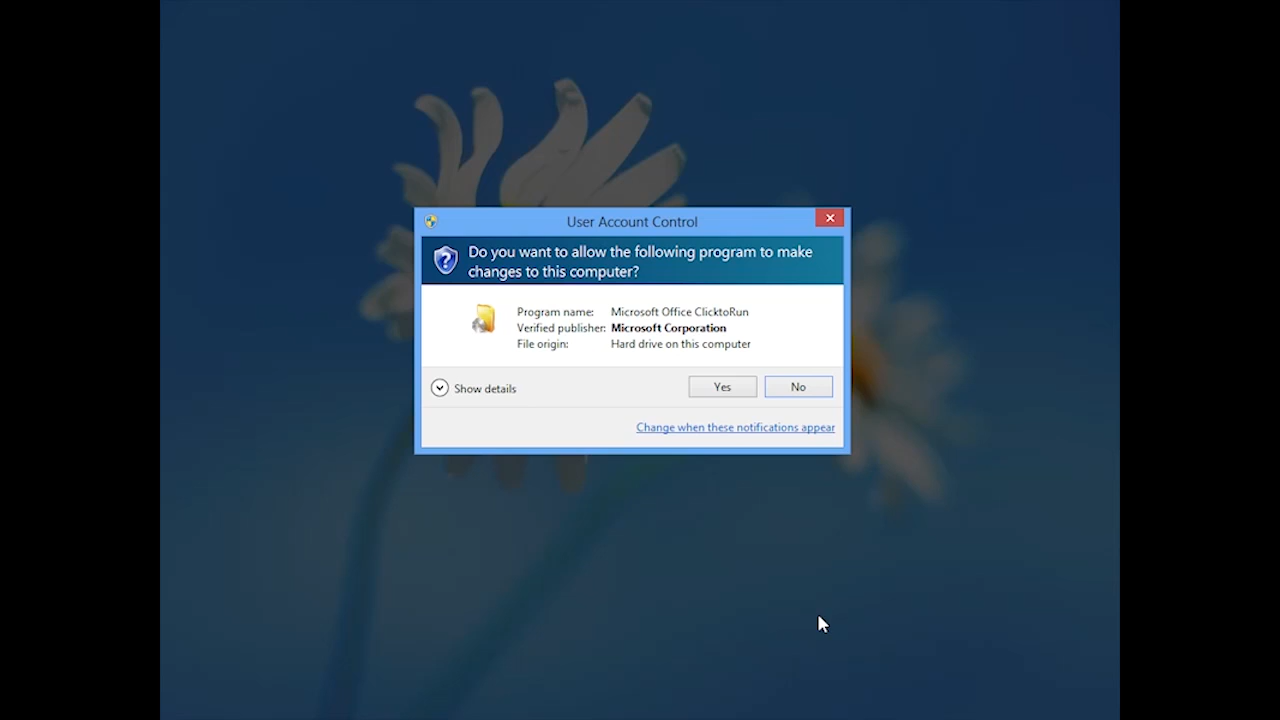 User Account Control
Do you want to allow the following program to make
changes to this computer?
Program name: Microsoft Office ClicktoRun
Verified publisher: Microsoft Corporation
File origin: Hard drive on this computer
Show details
Yes
No
Change when these notifications appear